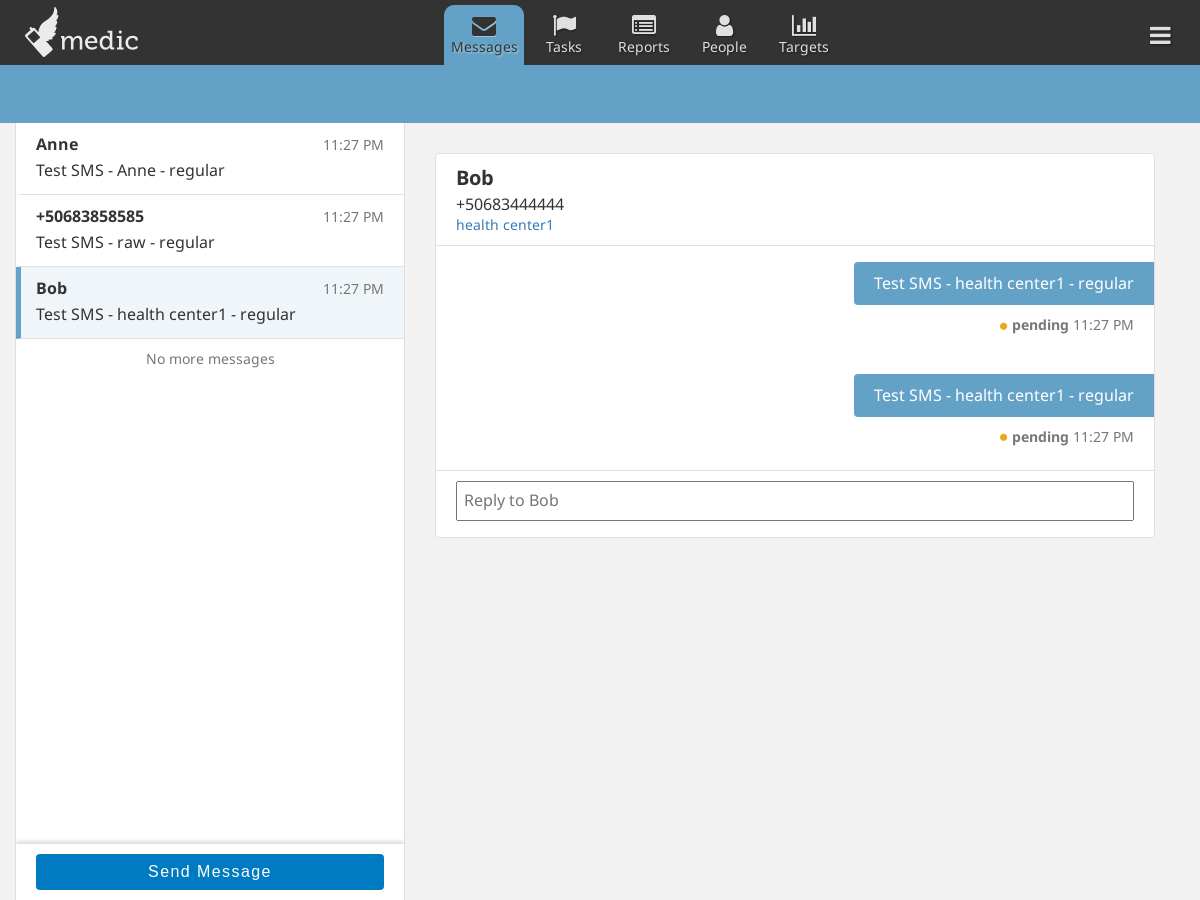 medic
Messages
Tasks
Reports
People
Targets
Anne 11:27 PM
Test SMS - Anne - regular
+50683858585 11:27 PM
Test SMS - raw - regular
Bob 11:27 PM
Test SMS - health center1 - regular
No more messages
Send Message
Bob
+50683444444
health center1
Test SMS - health center1 - regular
pending 11:27 PM
Test SMS - health center1 - regular
pending 11:27 PM
Reply to Bob